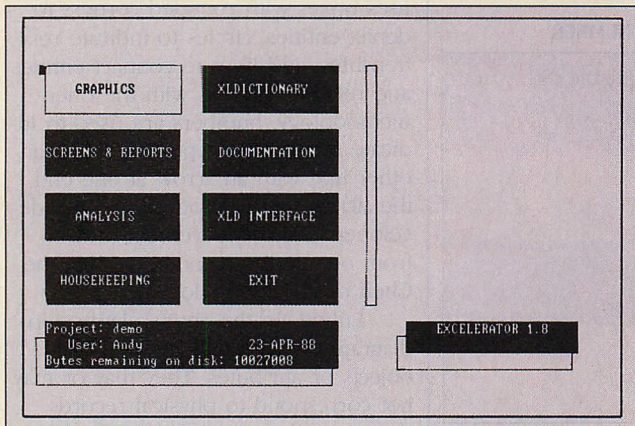 GRAPHICS
XLDICTIONARY
SCREENS & REPORTS
DOCUMENTATION
ANALYSIS
XLD INTERFACE
HOUSEKEEPING
EXIT
Project: demo
User: Andy 23-APR-88
Bytes remaining on disk: 10027008
EXCELERATOR 1.8